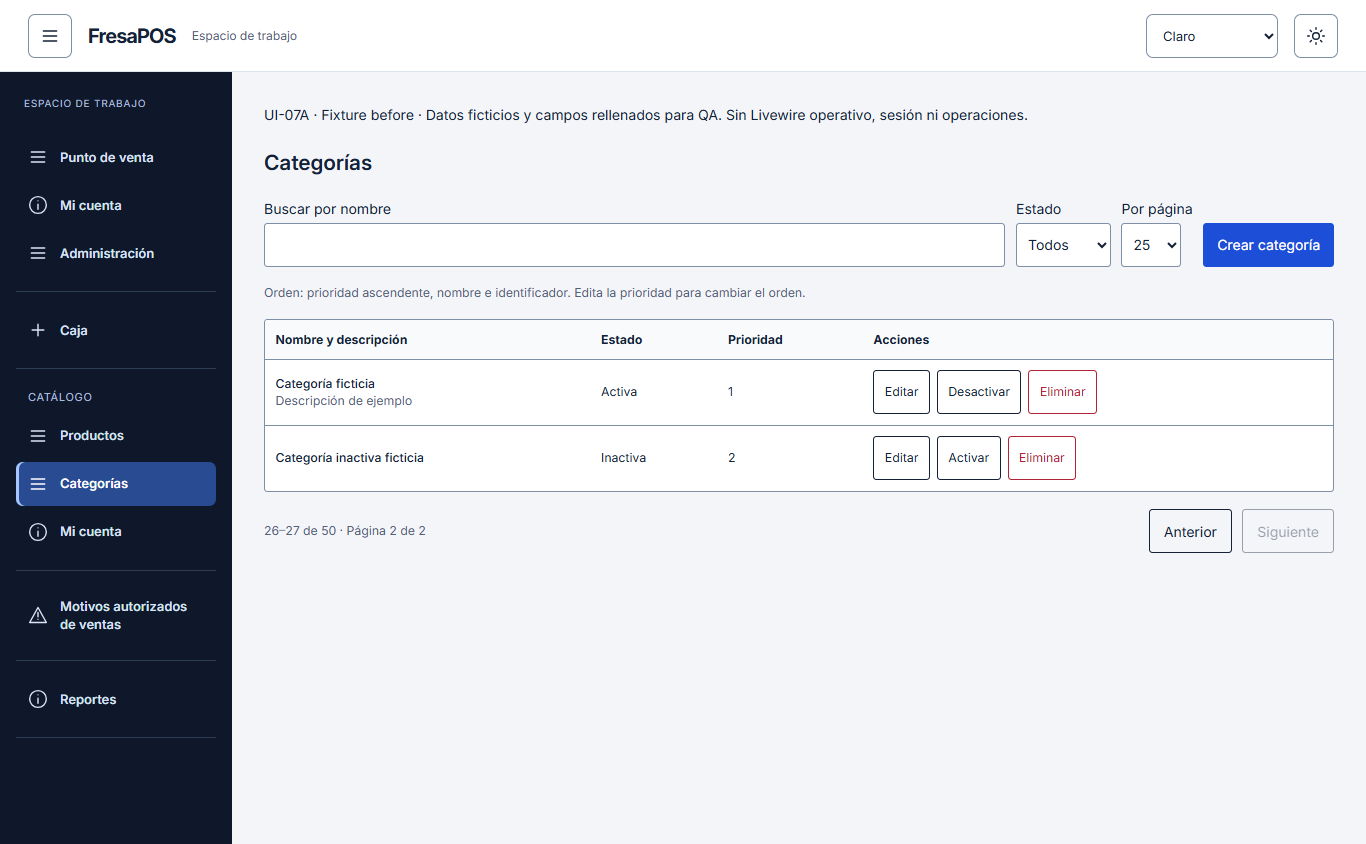 FresaPOS Espacio de trabajo Claro
ESPACIO DE TRABAJO
Punto de venta
Mi cuenta
Administración
Caja
CATÁLOGO
Productos
Categorías
Mi cuenta
Motivos autorizados
de ventas
Reportes
UI-07A · Fixture before · Datos ficticios y campos rellenados para QA. Sin Livewire operativo, sesión ni operaciones.
Categorías
Buscar por nombre Estado Por página
Todos 25 Crear categoría
Orden: prioridad ascendente, nombre e identificador. Edita la prioridad para cambiar el orden.
Nombre y descripción Estado Prioridad Acciones
Categoría ficticia
Descripción de ejemplo
Activa 1 Editar Desactivar Eliminar
Categoría inactiva ficticia Inactiva 2 Editar Activar Eliminar
26–27 de 50 · Página 2 de 2 Anterior Siguiente